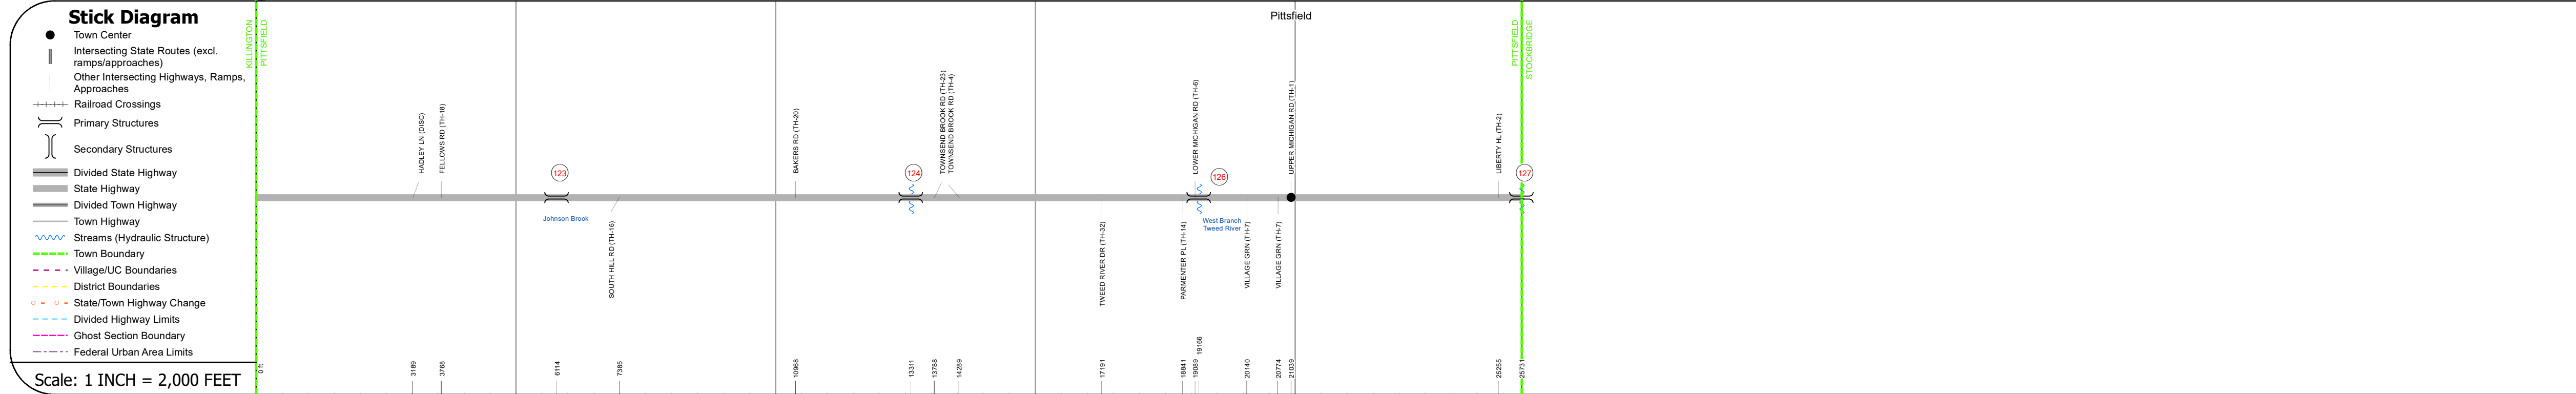 Stick Diagram
Town Center
Intersecting State Routes (excl.
ramps/approaches)
Other Intersecting Highways, Ramps,
Approaches
Railroad Crossings
Primary Structures
Secondary Structures
Divided State Highway
State Highway
Divided Town Highway
Town Highway
Streams (Hydraulic Structure)
Town Boundary
Village/UC Boundaries
District Boundaries
State/Town Highway Change
Divided Highway Limits
Ghost Section Boundary
Federal Urban Area Limits
Scale: 1 INCH = 2,000 FEET
KILLINGTON
PITTSFIELD
Pittsfield
PITTSFIELD
STOCKBRIDGE
HADLEY LN (DISC)
FELLOWS RD (TH-18)
BAKERS RD (TH-20)
TOWNSEND BROOK RD (TH-23)
TOWNSEND BROOK RD (TH-4)
LOWER MICHIGAN RD (TH-6)
UPPER MICHIGAN RD (TH-1)
LIBERTY HL (TH-2)
123
124
126
127
Johnson Brook
West Branch
Tweed River
SOUTH HILL RD (TH-16)
TWEED RIVER DR (TH-32)
PARMENTER PL (TH-14)
VILLAGE GRN (TH-7)
VILLAGE GRN (TH-7)
0 ft
3189
3768
6114
7385
10968
13311
13788
14289
17191
18841
19089
19166
20140
20774
21039
25255
25731